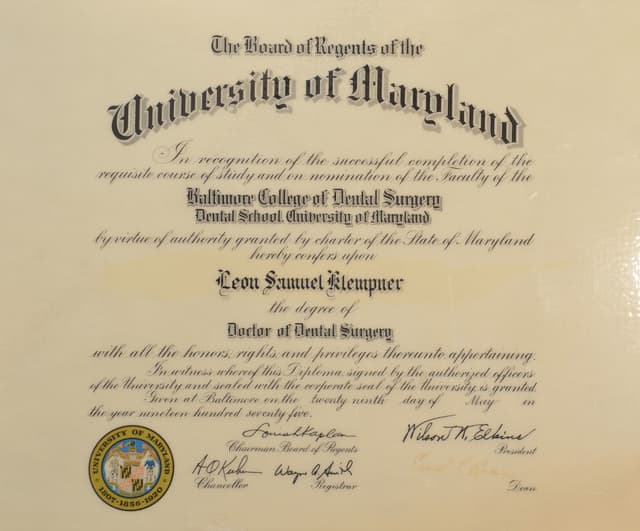 The Board of Regents of the
University of Maryland
In recognition of the successful completion of the
requisite course of study and on nomination of the Faculty of the
Baltimore College of Dental Surgery
Dental School, University of Maryland
by virtue of authority granted by charter of the State of Maryland
hereby confers upon
Leon Samuel Klempner
the degree of
Doctor of Dental Surgery
with all the honors, rights, and privileges thereunto appertaining.
In witness whereof this Diploma, signed by the authorized officers
of the University and sealed with the corporate seal of the University, is granted.
Given at Baltimore on the twenty ninth day of May in
the year nineteen hundred seventy five.
Louis L Kaplan Wilson H. Elkins
Chairman Board of Regents President
Wayne A. Smith
Chancellor Registrar Dean
UNIVERSITY OF MARYLAND
1807-1856-1920